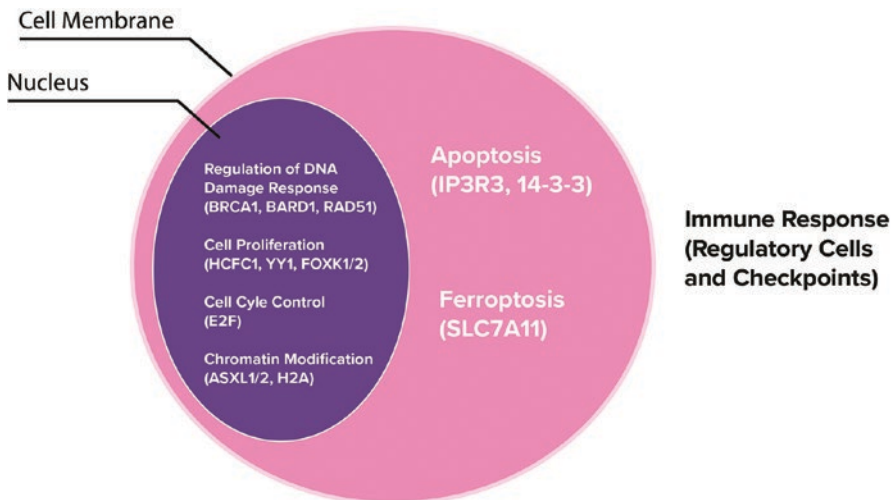 Cell Membrane
Nucleus
Regulation of DNA
Damage Response
(BRCA1, BARD1, RAD51)
Cell Proliferation
(HCFC1, YY1, FOXK1/2)
Cell Cyle Control
(E2F)
Chromatin Modification
(ASXL1/2, H2A)
Apoptosis
(IP3R3, 14-3-3)
Ferroptosis
(SLC7A11)
Immune Response
(Regulatory Cells
and Checkpoints)